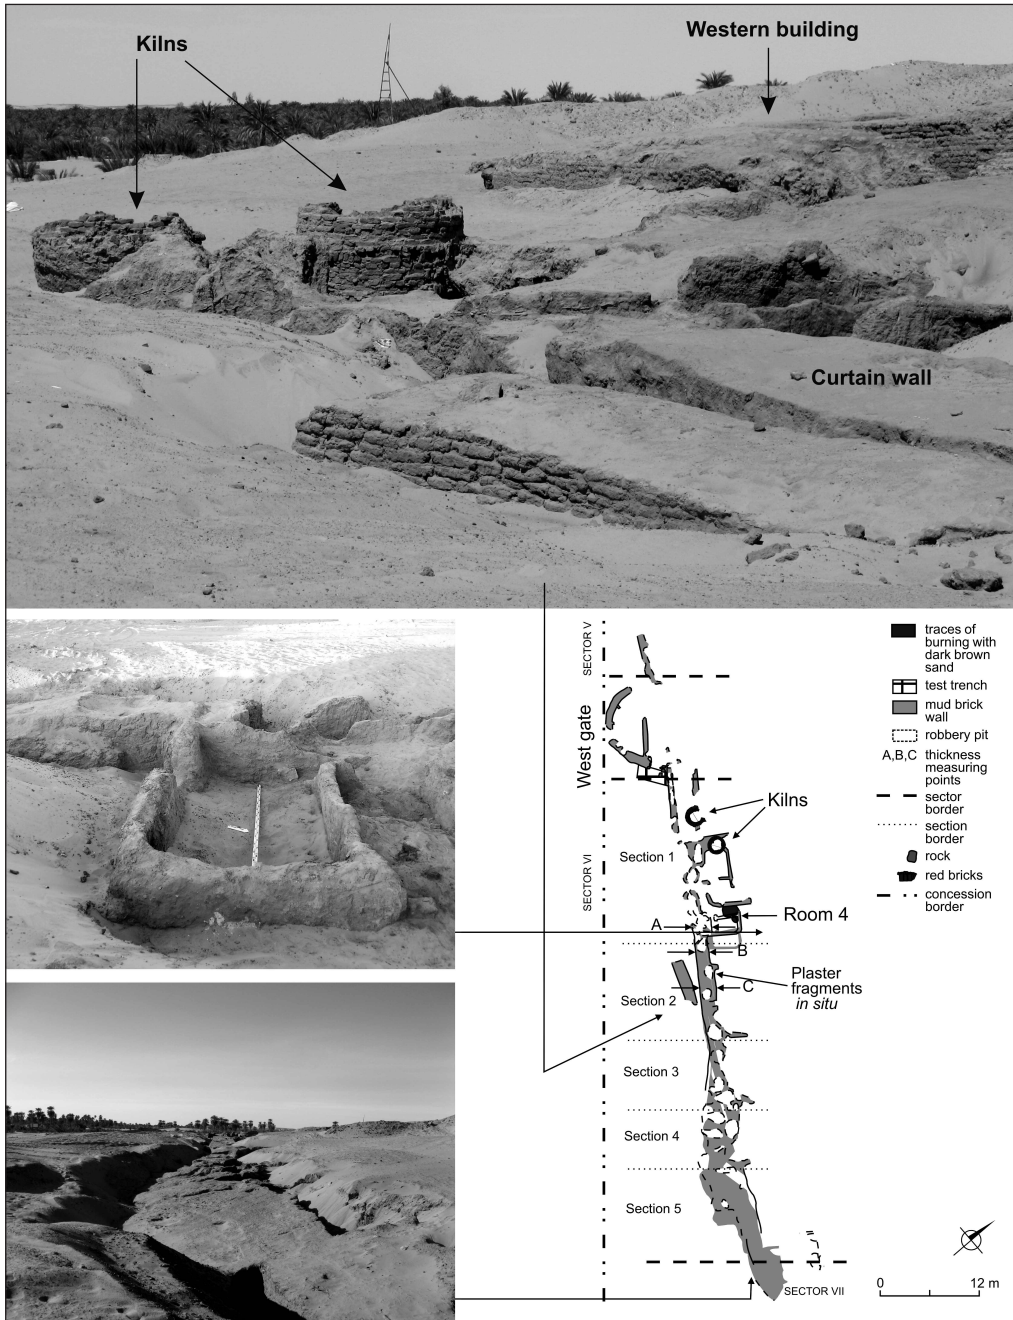 Kilns
Western building
Curtain wall
SECTOR V
West gate
Kilns
Section 1
SECTOR VI
A
Room 4
B
Plaster
fragments
in situ
C
Section 2
Section 3
Section 4
Section 5
SECTOR VII
traces of
burning with
dark brown
sand
test trench
mud brick
wall
robbery pit
A,B,C thickness
measuring
points
sector
border
section
border
rock
red bricks
concession
border
0 12 m